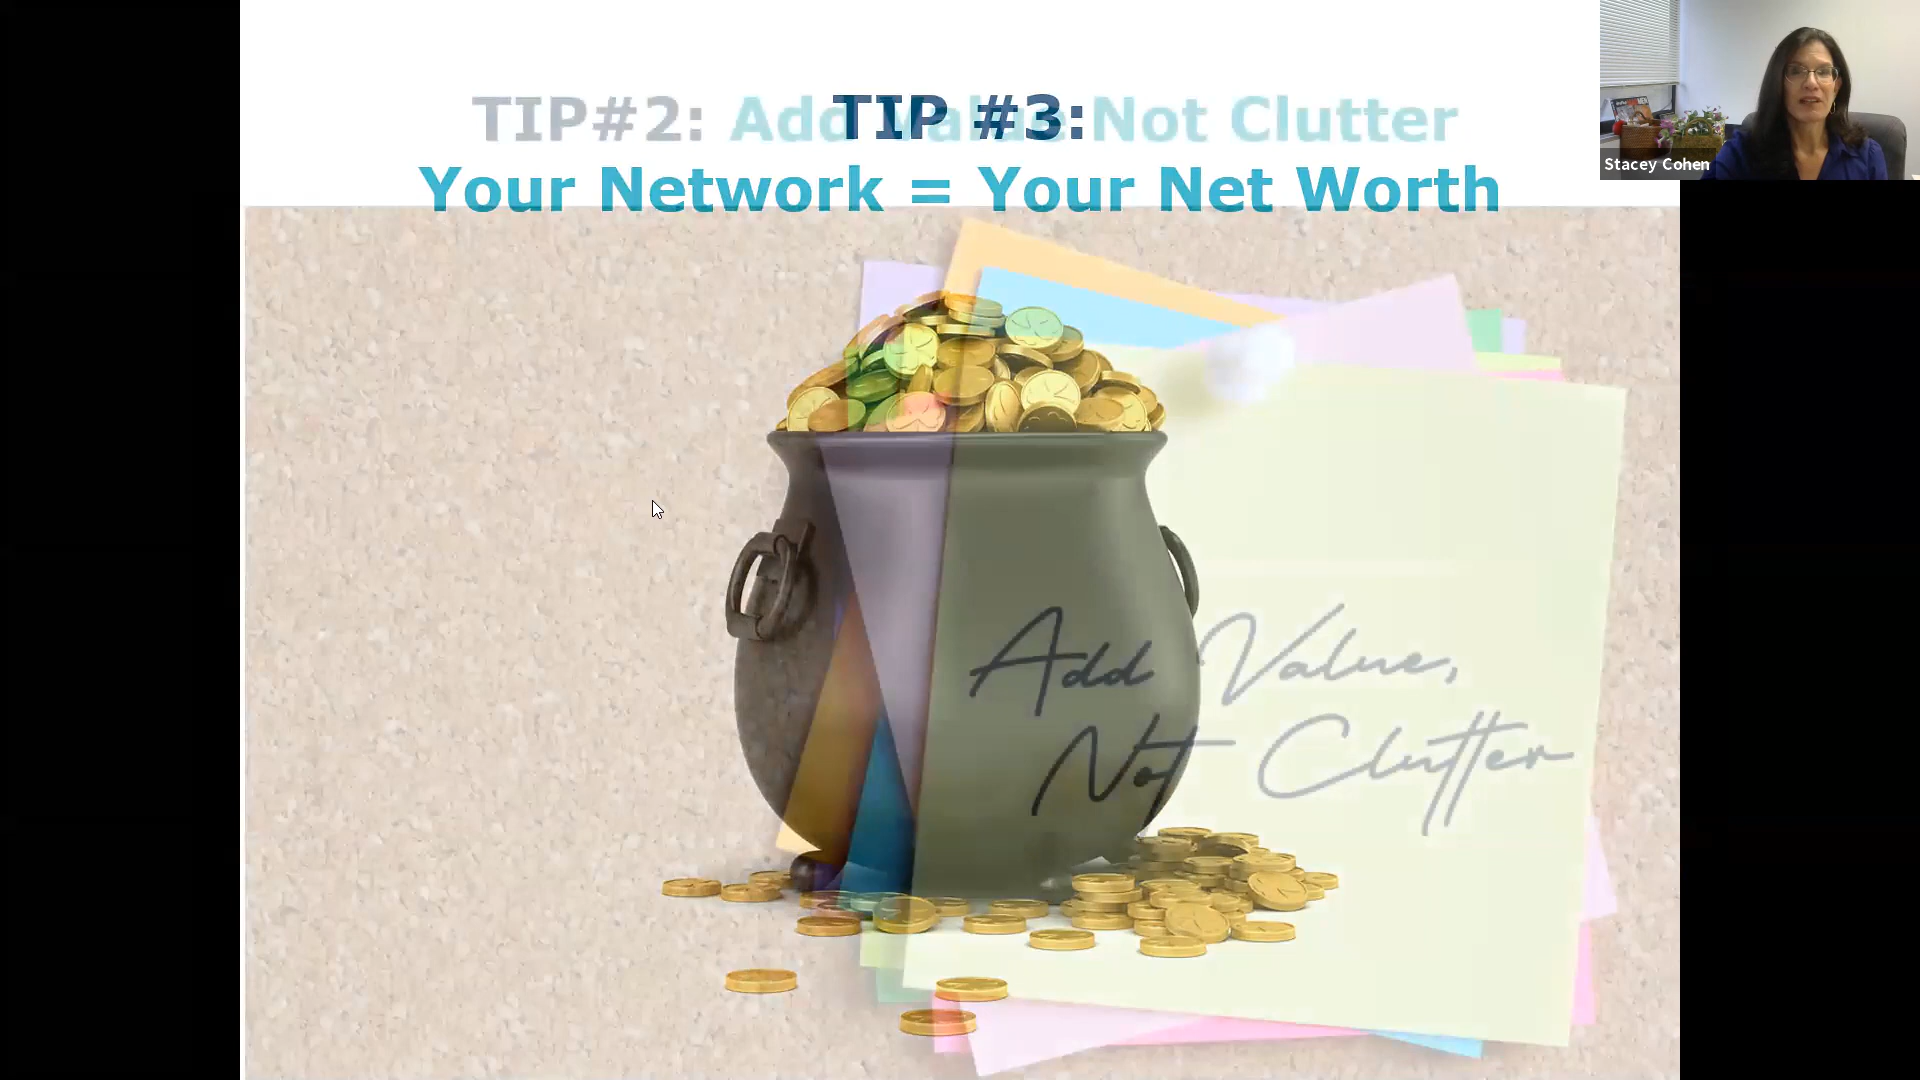 TIP#2: Add Value Not Clutter
TIP #3:
Your Network = Your Net Worth
Stacey Cohen
Add Value,
Not Clutter